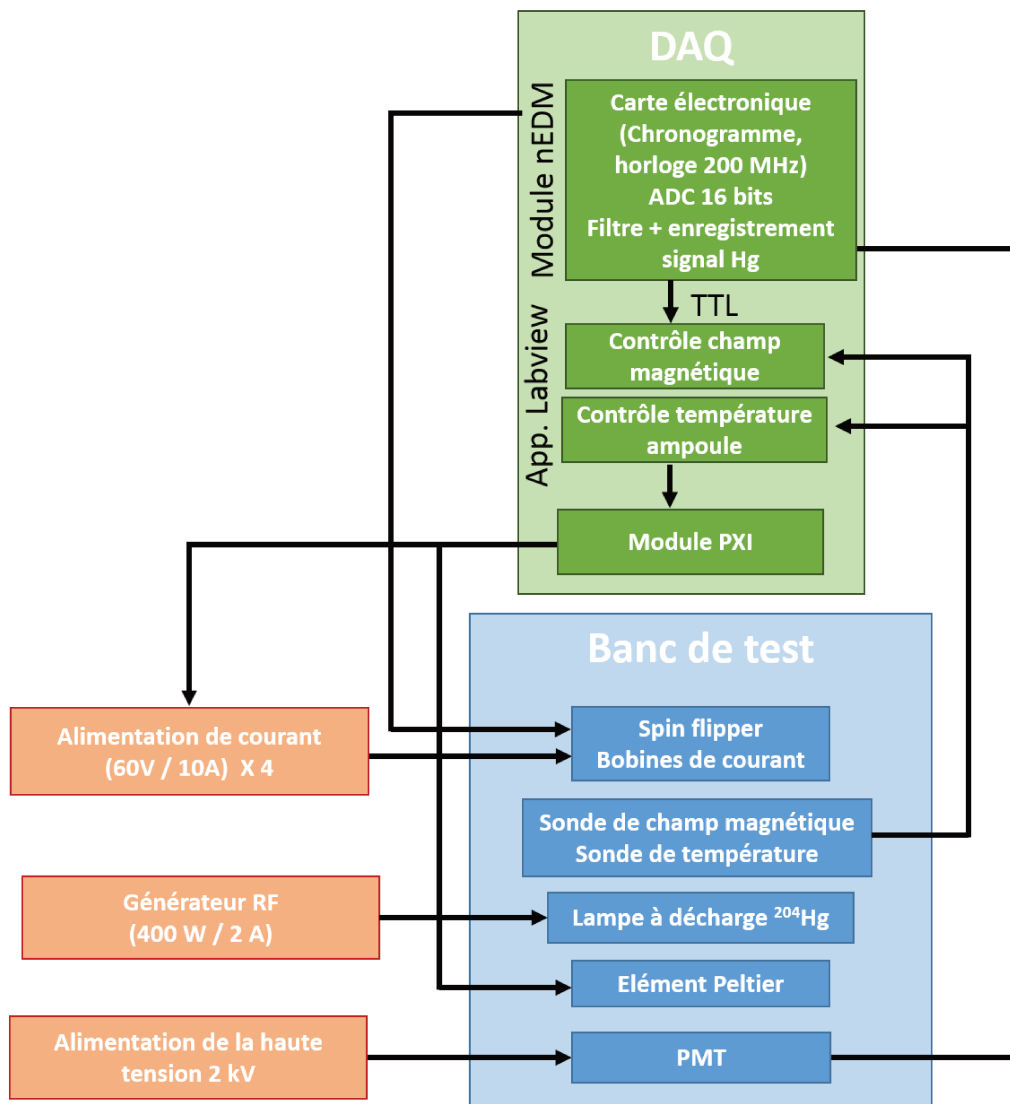 DAQ
Module nEDM
Carte électronique
(Chronogramme,
horloge 200 MHz)
ADC 16 bits
Filtre + enregistrement
signal Hg
TTL
App. Labview
Contrôle champ
magnétique
Contrôle température
ampoule
Module PXI
Banc de test
Alimentation de courant
(60V / 10A) X 4
Spin flipper
Bobines de courant
Sonde de champ magnétique
Sonde de température
Générateur RF
(400 W / 2 A)
Lampe à décharge ²⁰⁴Hg
Elément Peltier
Alimentation de la haute
tension 2 kV
PMT